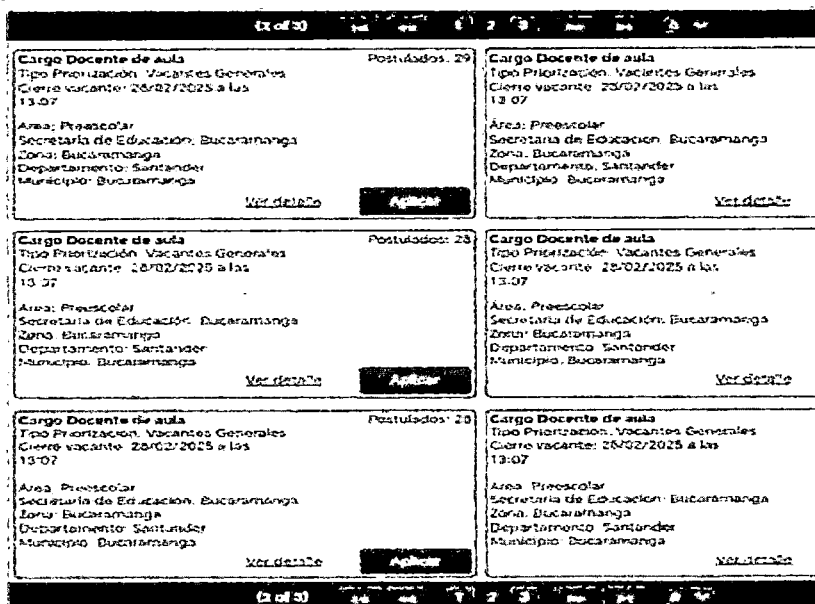 (2 of 3) 1 2 3
Cargo Docente de aula Postulados: 29
Tipo Priorización: Vacantes Generales
Cierre vacante: 28/02/2025 a las
13:07
Área: Preescolar
Secretaría de Educación: Bucaramanga
Zona: Bucaramanga
Departamento: Santander
Municipio: Bucaramanga
Ver detalle Aplicar
Cargo Docente de aula
Tipo Priorización: Vacantes Generales
Cierre vacante: 28/02/2025 a las
13:07
Área: Preescolar
Secretaría de Educación: Bucaramanga
Zona: Bucaramanga
Departamento: Santander
Municipio: Bucaramanga
Ver detalle
Cargo Docente de aula Postulados: 28
Tipo Priorización: Vacantes Generales
Cierre vacante: 28/02/2025 a las
13:07
Área: Preescolar
Secretaría de Educación: Bucaramanga
Zona: Bucaramanga
Departamento: Santander
Municipio: Bucaramanga
Ver detalle Aplicar
Cargo Docente de aula
Tipo Priorización: Vacantes Generales
Cierre vacante: 28/02/2025 a las
13:07
Área: Preescolar
Secretaría de Educación: Bucaramanga
Zona: Bucaramanga
Departamento: Santander
Municipio: Bucaramanga
Ver detalle
Cargo Docente de aula Postulados: 28
Tipo Priorización: Vacantes Generales
Cierre vacante: 28/02/2025 a las
13:07
Área: Preescolar
Secretaría de Educación: Bucaramanga
Zona: Bucaramanga
Departamento: Santander
Municipio: Bucaramanga
Ver detalle Aplicar
Cargo Docente de aula
Tipo Priorización: Vacantes Generales
Cierre vacante: 28/02/2025 a las
13:07
Área: Preescolar
Secretaría de Educación: Bucaramanga
Zona: Bucaramanga
Departamento: Santander
Municipio: Bucaramanga
Ver detalle
(2 of 3) 1 2 3